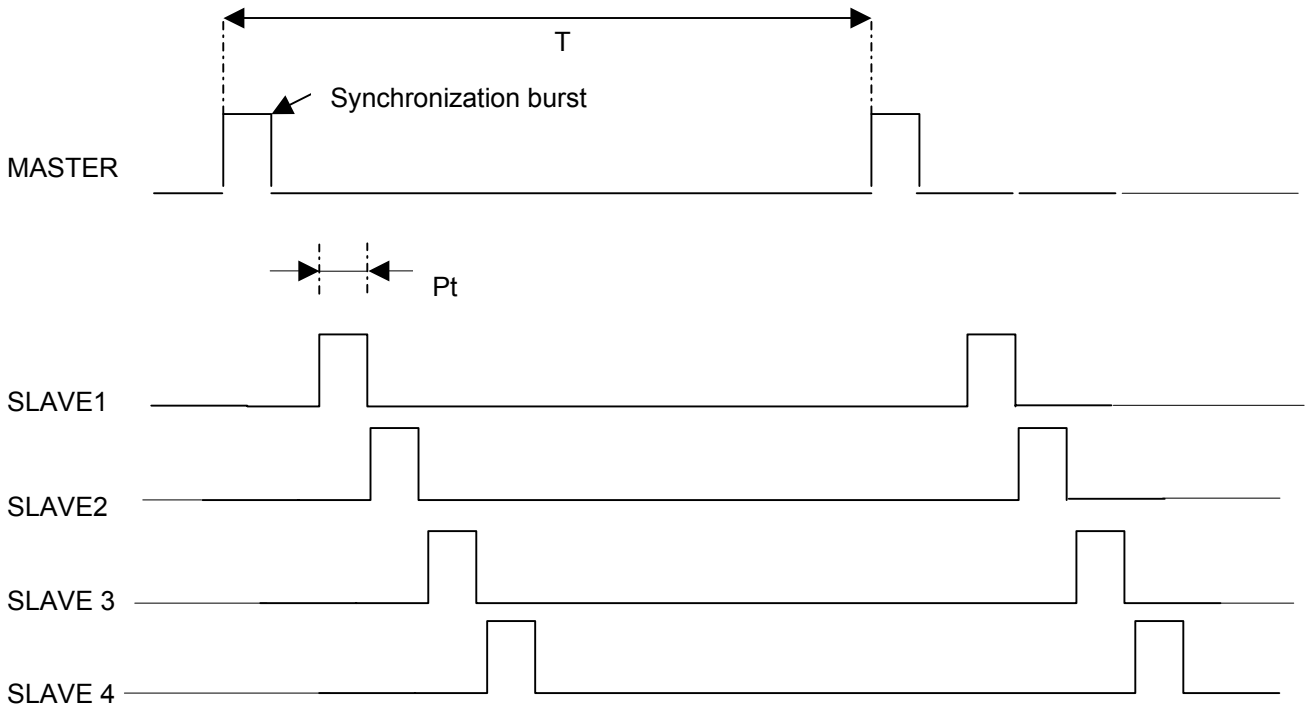 T
Synchronization burst
MASTER
Pt
SLAVE1
SLAVE2
SLAVE 3
SLAVE 4